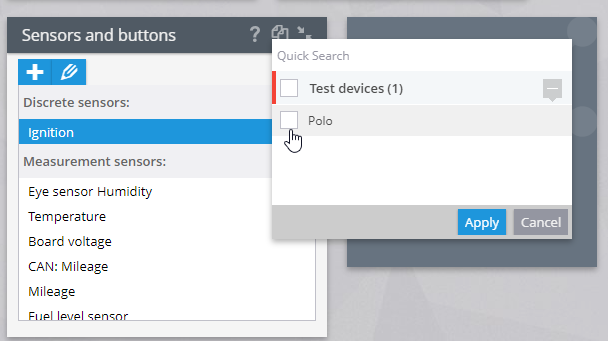 Sensors and buttons
?
Discrete sensors:
Ignition
Measurement sensors:
Eye sensor Humidity
Temperature
Board voltage
CAN: Mileage
Mileage
Fuel level sensor
Quick Search
Test devices (1)
Polo
Apply
Cancel